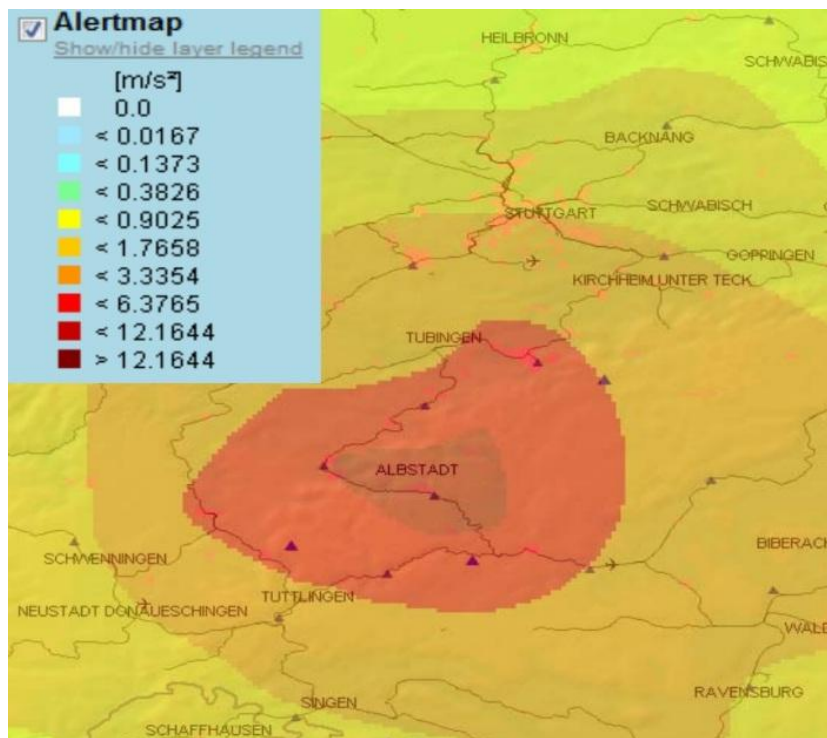 Alertmap
Show/hide layer legend
[m/s²]
0.0
< 0.0167
< 0.1373
< 0.3826
< 0.9025
< 1.7658
< 3.3354
< 6.3765
< 12.1644
> 12.1644
HEILBRONN
SCHWABIS
BACKNANG
STUTTGART
SCHWABISCH
GOPPINGEN
KIRCHHEIM UNTER TECK
TUBINGEN
ALBSTADT
BIBERACH
SCHWENNINGEN
TUTTLINGEN
NEUSTADT DONAUESCHINGEN
WALD
RAVENSBURG
SINGEN
SCHAFFHAUSEN